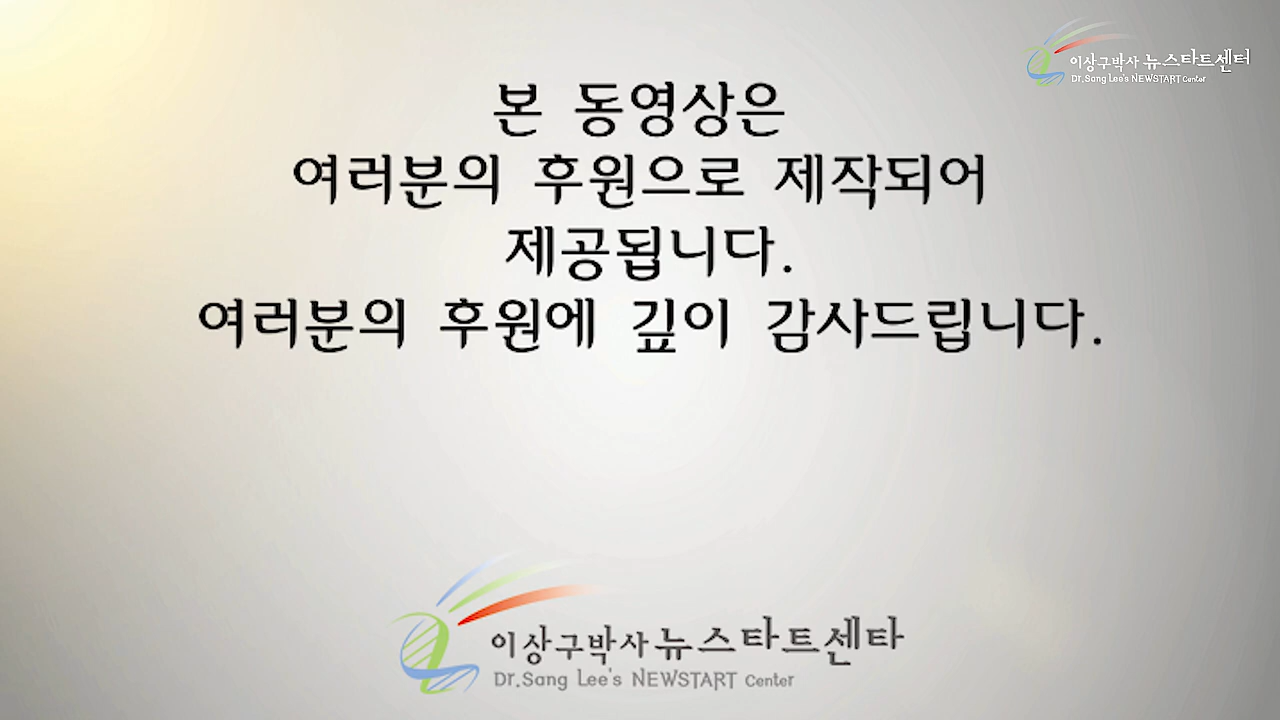 이상구박사 뉴스타트센터
Dr.Sang Lee's NEWSTART Center
본 동영상은
여러분의 후원으로 제작되어
제공됩니다.
여러분의 후원에 깊이 감사드립니다.
이상구박사 뉴스타트센타
Dr.Sang Lee's NEWSTART Center